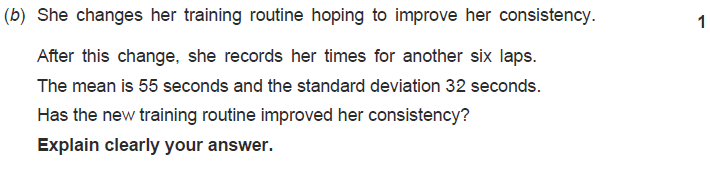 (b) She changes her training routine hoping to improve her consistency. 1
After this change, she records her times for another six laps.
The mean is 55 seconds and the standard deviation 32 seconds.
Has the new training routine improved her consistency?
Explain clearly your answer.